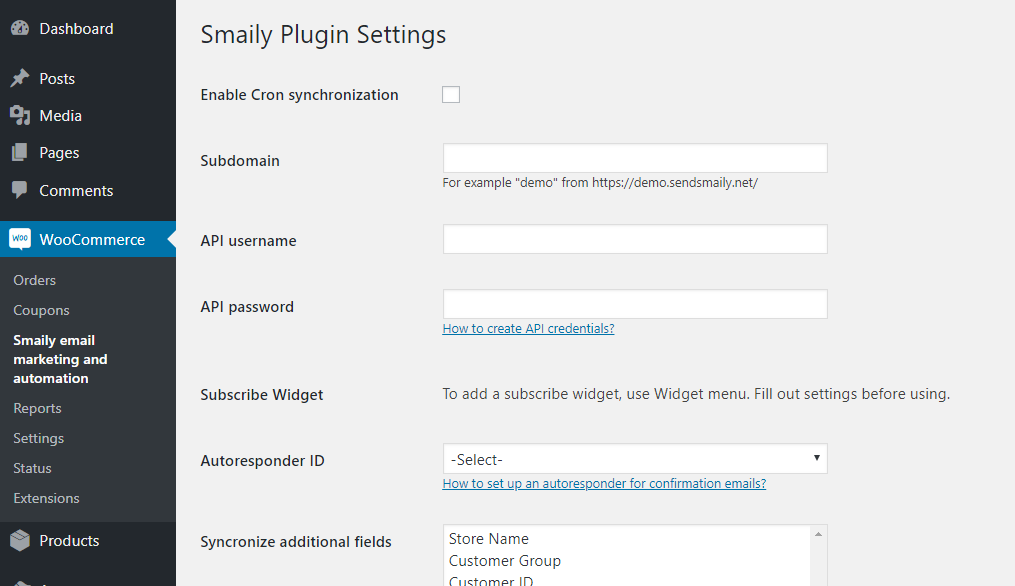 Dashboard
Posts
Media
Pages
Comments
WOO WooCommerce
Orders
Coupons
Smaily email
marketing and
automation
Reports
Settings
Status
Extensions
Products
Smaily Plugin Settings
Enable Cron synchronization
Subdomain
For example "demo" from https://demo.sendsmaily.net/
API username
API password
How to create API credentials?
Subscribe Widget
To add a subscribe widget, use Widget menu. Fill out settings before using.
Autoresponder ID
-Select-
How to set up an autoresponder for confirmation emails?
Syncronize additional fields
Store Name
Customer Group
Customer ID